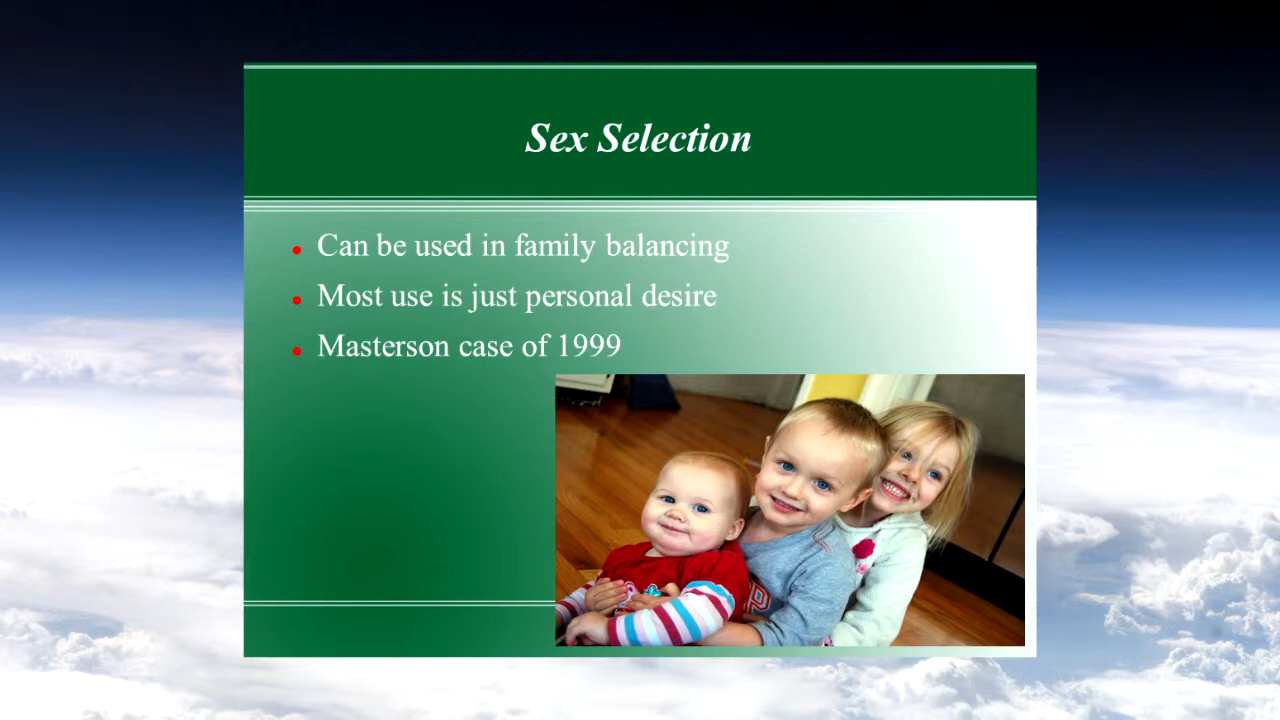 Sex Selection
Can be used in family balancing
Most use is just personal desire
Masterson case of 1999